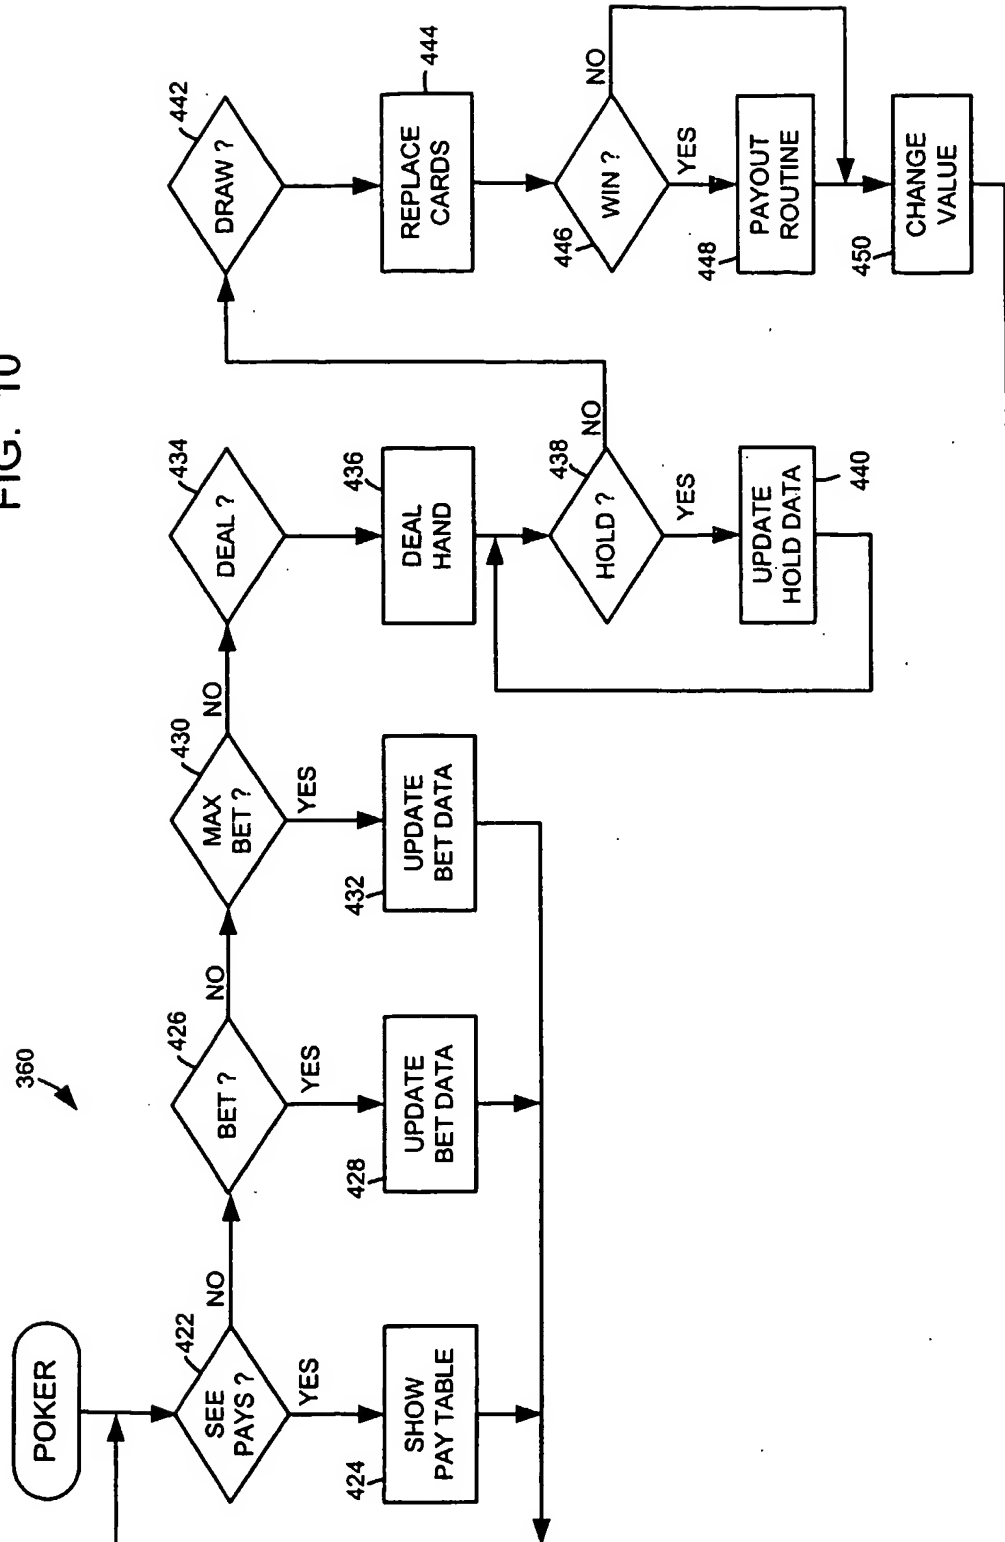 FIG. 10
360
POKER
SEE
PAYS ?
422
NO
YES
SHOW
PAY TABLE
424
BET ?
426
NO
YES
UPDATE
BET DATA
428
MAX
BET ?
430
NO
YES
UPDATE
BET DATA
432
DEAL ?
434
DEAL
HAND
436
HOLD ?
438
NO
YES
UPDATE
HOLD DATA
440
DRAW ?
442
REPLACE
CARDS
444
WIN ?
446
NO
YES
PAYOUT
ROUTINE
448
CHANGE
VALUE
450